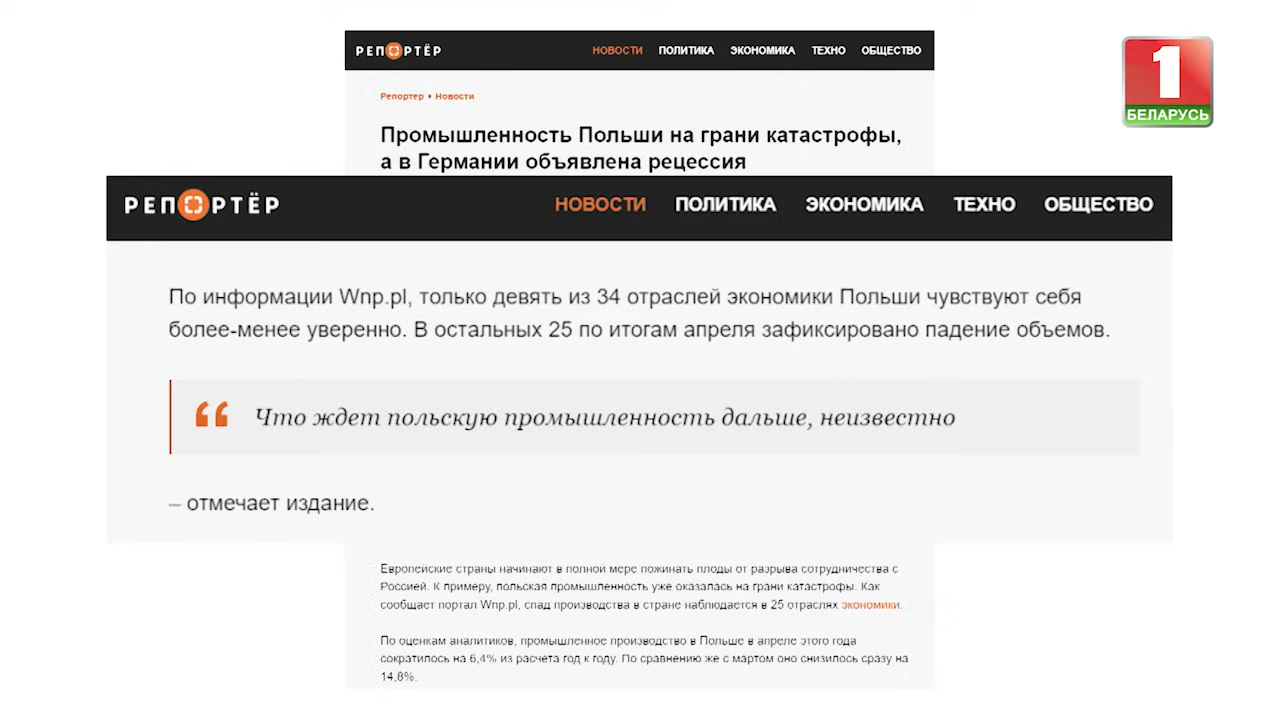 РЕПОРТЁР
НОВОСТИ ПОЛИТИКА ЭКОНОМИКА ТЕХНО ОБЩЕСТВО
1
БЕЛАРУСЬ
Репортер • Новости
Промышленность Польши на грани катастрофы,
а в Германии объявлена рецессия
РЕПОРТЁР
НОВОСТИ ПОЛИТИКА ЭКОНОМИКА ТЕХНО ОБЩЕСТВО
По информации Wnp.pl, только девять из 34 отраслей экономики Польши чувствуют себя
более-менее уверенно. В остальных 25 по итогам апреля зафиксировано падение объемов.
“ Что ждет польскую промышленность дальше, неизвестно
– отмечает издание.
Европейские страны начинают в полной мере пожинать плоды от разрыва сотрудничества с
Россией. К примеру, польская промышленность уже оказалась на грани катастрофы. Как
сообщает портал Wnp.pl, спад производства в стране наблюдается в 25 отраслях экономики.
По оценкам аналитиков, промышленное производство в Польше в апреле этого года
сократилось на 6,4% из расчета год к году. По сравнению же с мартом оно снизилось сразу на
14,8%.